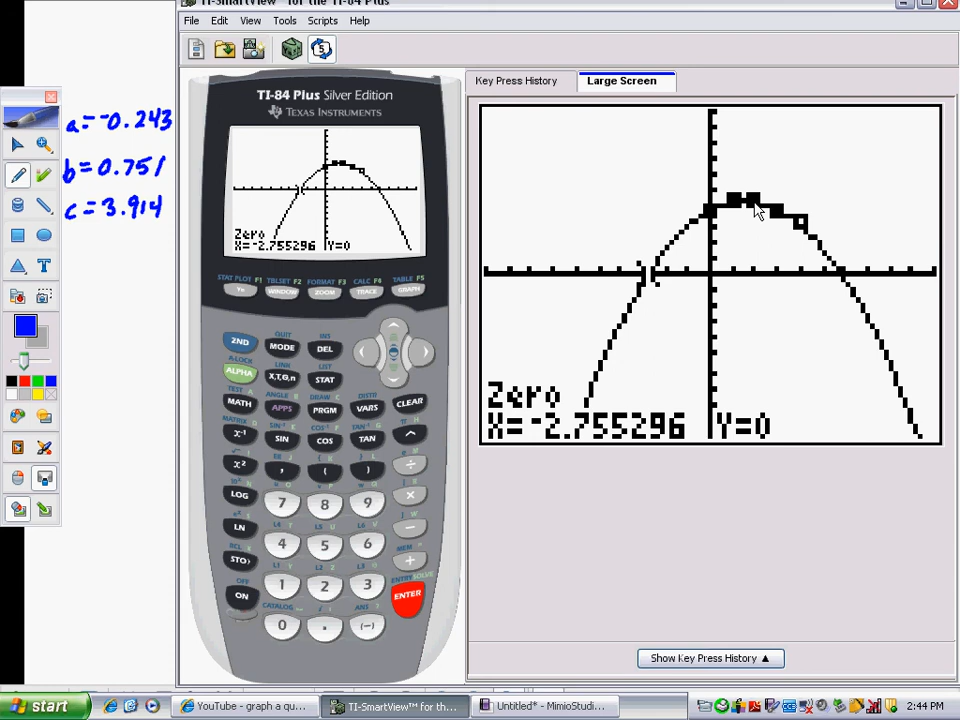 TI-SmartView™ for the TI-84 Plus
File Edit View Tools Scripts Help
Key Press History Large Screen
a=-0.243
b=0.751
c=3.914
TI-84 Plus Silver Edition
TEXAS INSTRUMENTS
Zero
X=-2.755296 Y=0
Zero
X=-2.755296 Y=0
STAT PLOT F1 TBLSET F2 FORMAT F3 CALC F4 TABLE F5
Y= WINDOW ZOOM TRACE GRAPH
QUIT INS
2ND MODE DEL
A-LOCK LINK LIST
ALPHA X,T,θ,n STAT
TEST A ANGLE B DRAW C DISTR
MATH APPS PRGM VARS CLEAR
MATRIX D SIN⁻¹ E COS⁻¹ F TAN⁻¹ G π H
x⁻¹ SIN COS TAN ^
x² , ( ) ÷
LOG 7 8 9 ×
LN 4 5 6 −
STO> 1 2 3 +
OFF CATALOG ANS ? ENTRY SOLVE
ON 0 . (−) ENTER
Show Key Press History ▲
start YouTube - graph a qu... TI-SmartView™ for th... Untitled* - MimioStudi... 2:44 PM